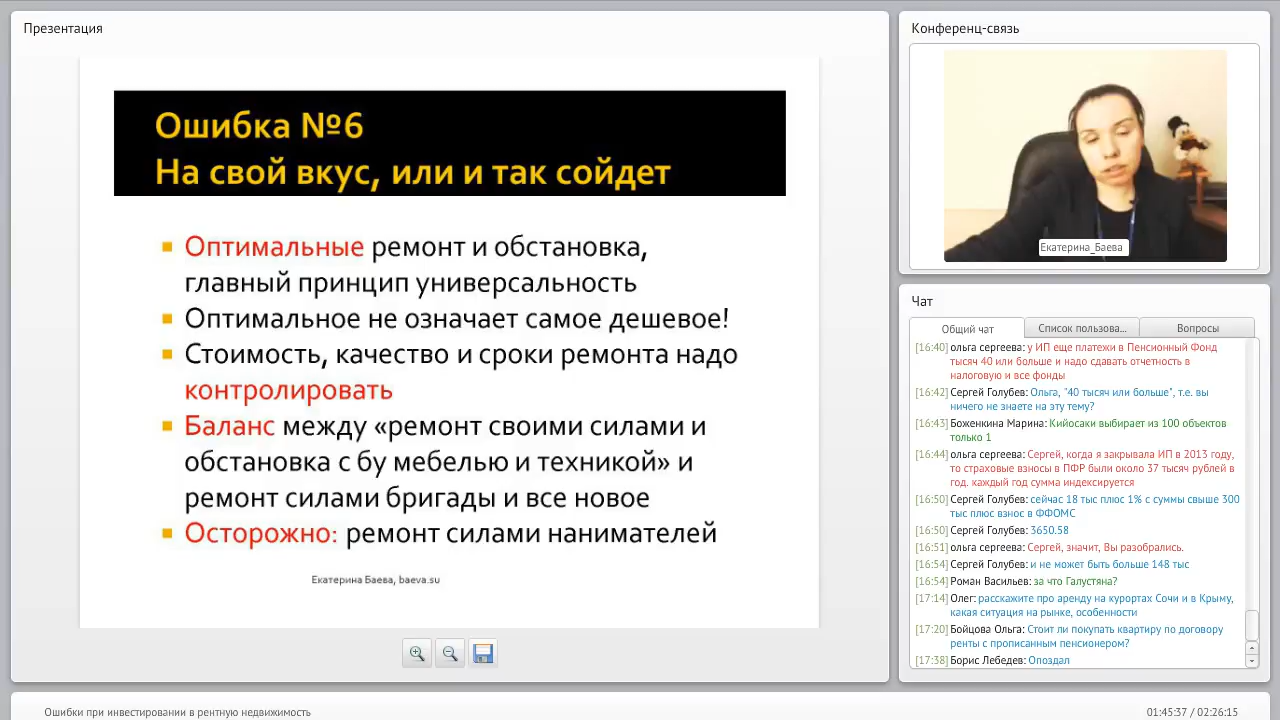 Презентация
Ошибка №6
На свой вкус, или и так сойдет
Оптимальные ремонт и обстановка,
главный принцип универсальность
Оптимальное не означает самое дешевое!
Стоимость, качество и сроки ремонта надо
контролировать
Баланс между «ремонт своими силами и
обстановка с бу мебелью и техникой» и
ремонт силами бригады и все новое
Осторожно: ремонт силами нанимателей
Екатерина Баева, baeva.su
Конференц-связь
Екатерина_Баева
Чат
Общий чат
Список пользова...
Вопросы
[16:40] ольга сергеева: у ИП еще платежи в Пенсионный Фонд
тысяч 40 или больше и надо сдавать отчетность в
налоговую и все фонды
[16:42] Сергей Голубев: Ольга, "40 тысяч или больше", т.е. вы
ничего не знаете на эту тему?
[16:43] Боженкина Марина: Кийосаки выбирает из 100 объектов
только 1
[16:44] ольга сергеева: Сергей, когда я закрывала ИП в 2013 году,
то страховые взносы в ПФР были около 37 тысяч рублей в
год. каждый год сумма индексируется
[16:50] Сергей Голубев: сейчас 18 тыс плюс 1% с суммы свыше 300
тыс плюс взнос в ФФОМС
[16:50] Сергей Голубев: 3650.58
[16:51] ольга сергеева: Сергей, значит, Вы разобрались.
[16:54] Сергей Голубев: и не может быть больше 148 тыс
[16:54] Роман Васильев: за что Галустяна?
[17:14] Олег: расскажите про аренду на курортах Сочи и в Крыму,
какая ситуация на рынке, особенности
[17:20] Бойцова Ольга: Стоит ли покупать квартиру по договору
ренты с прописанным пенсионером?
[17:38] Борис Лебедев: Опоздал
Ошибки при инвестировании в рентную недвижимость
01:45:37 / 02:26:15